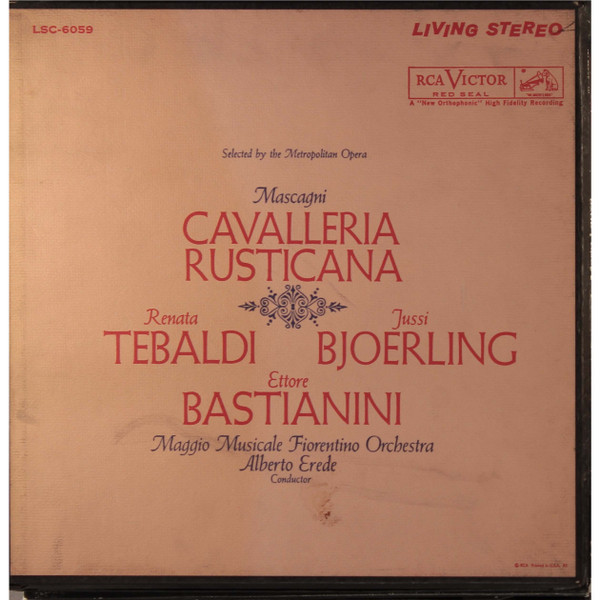 LSC-6059
LIVING STEREO
RCA VICTOR
RED SEAL
A "New Orthophonic" High Fidelity Recording
Selected by the Metropolitan Opera
Mascagni
CAVALLERIA
RUSTICANA
Renata
TEBALDI
Jussi
BJOERLING
Ettore
BASTIANINI
Maggio Musicale Fiorentino Orchestra
Alberto Erede
Conductor